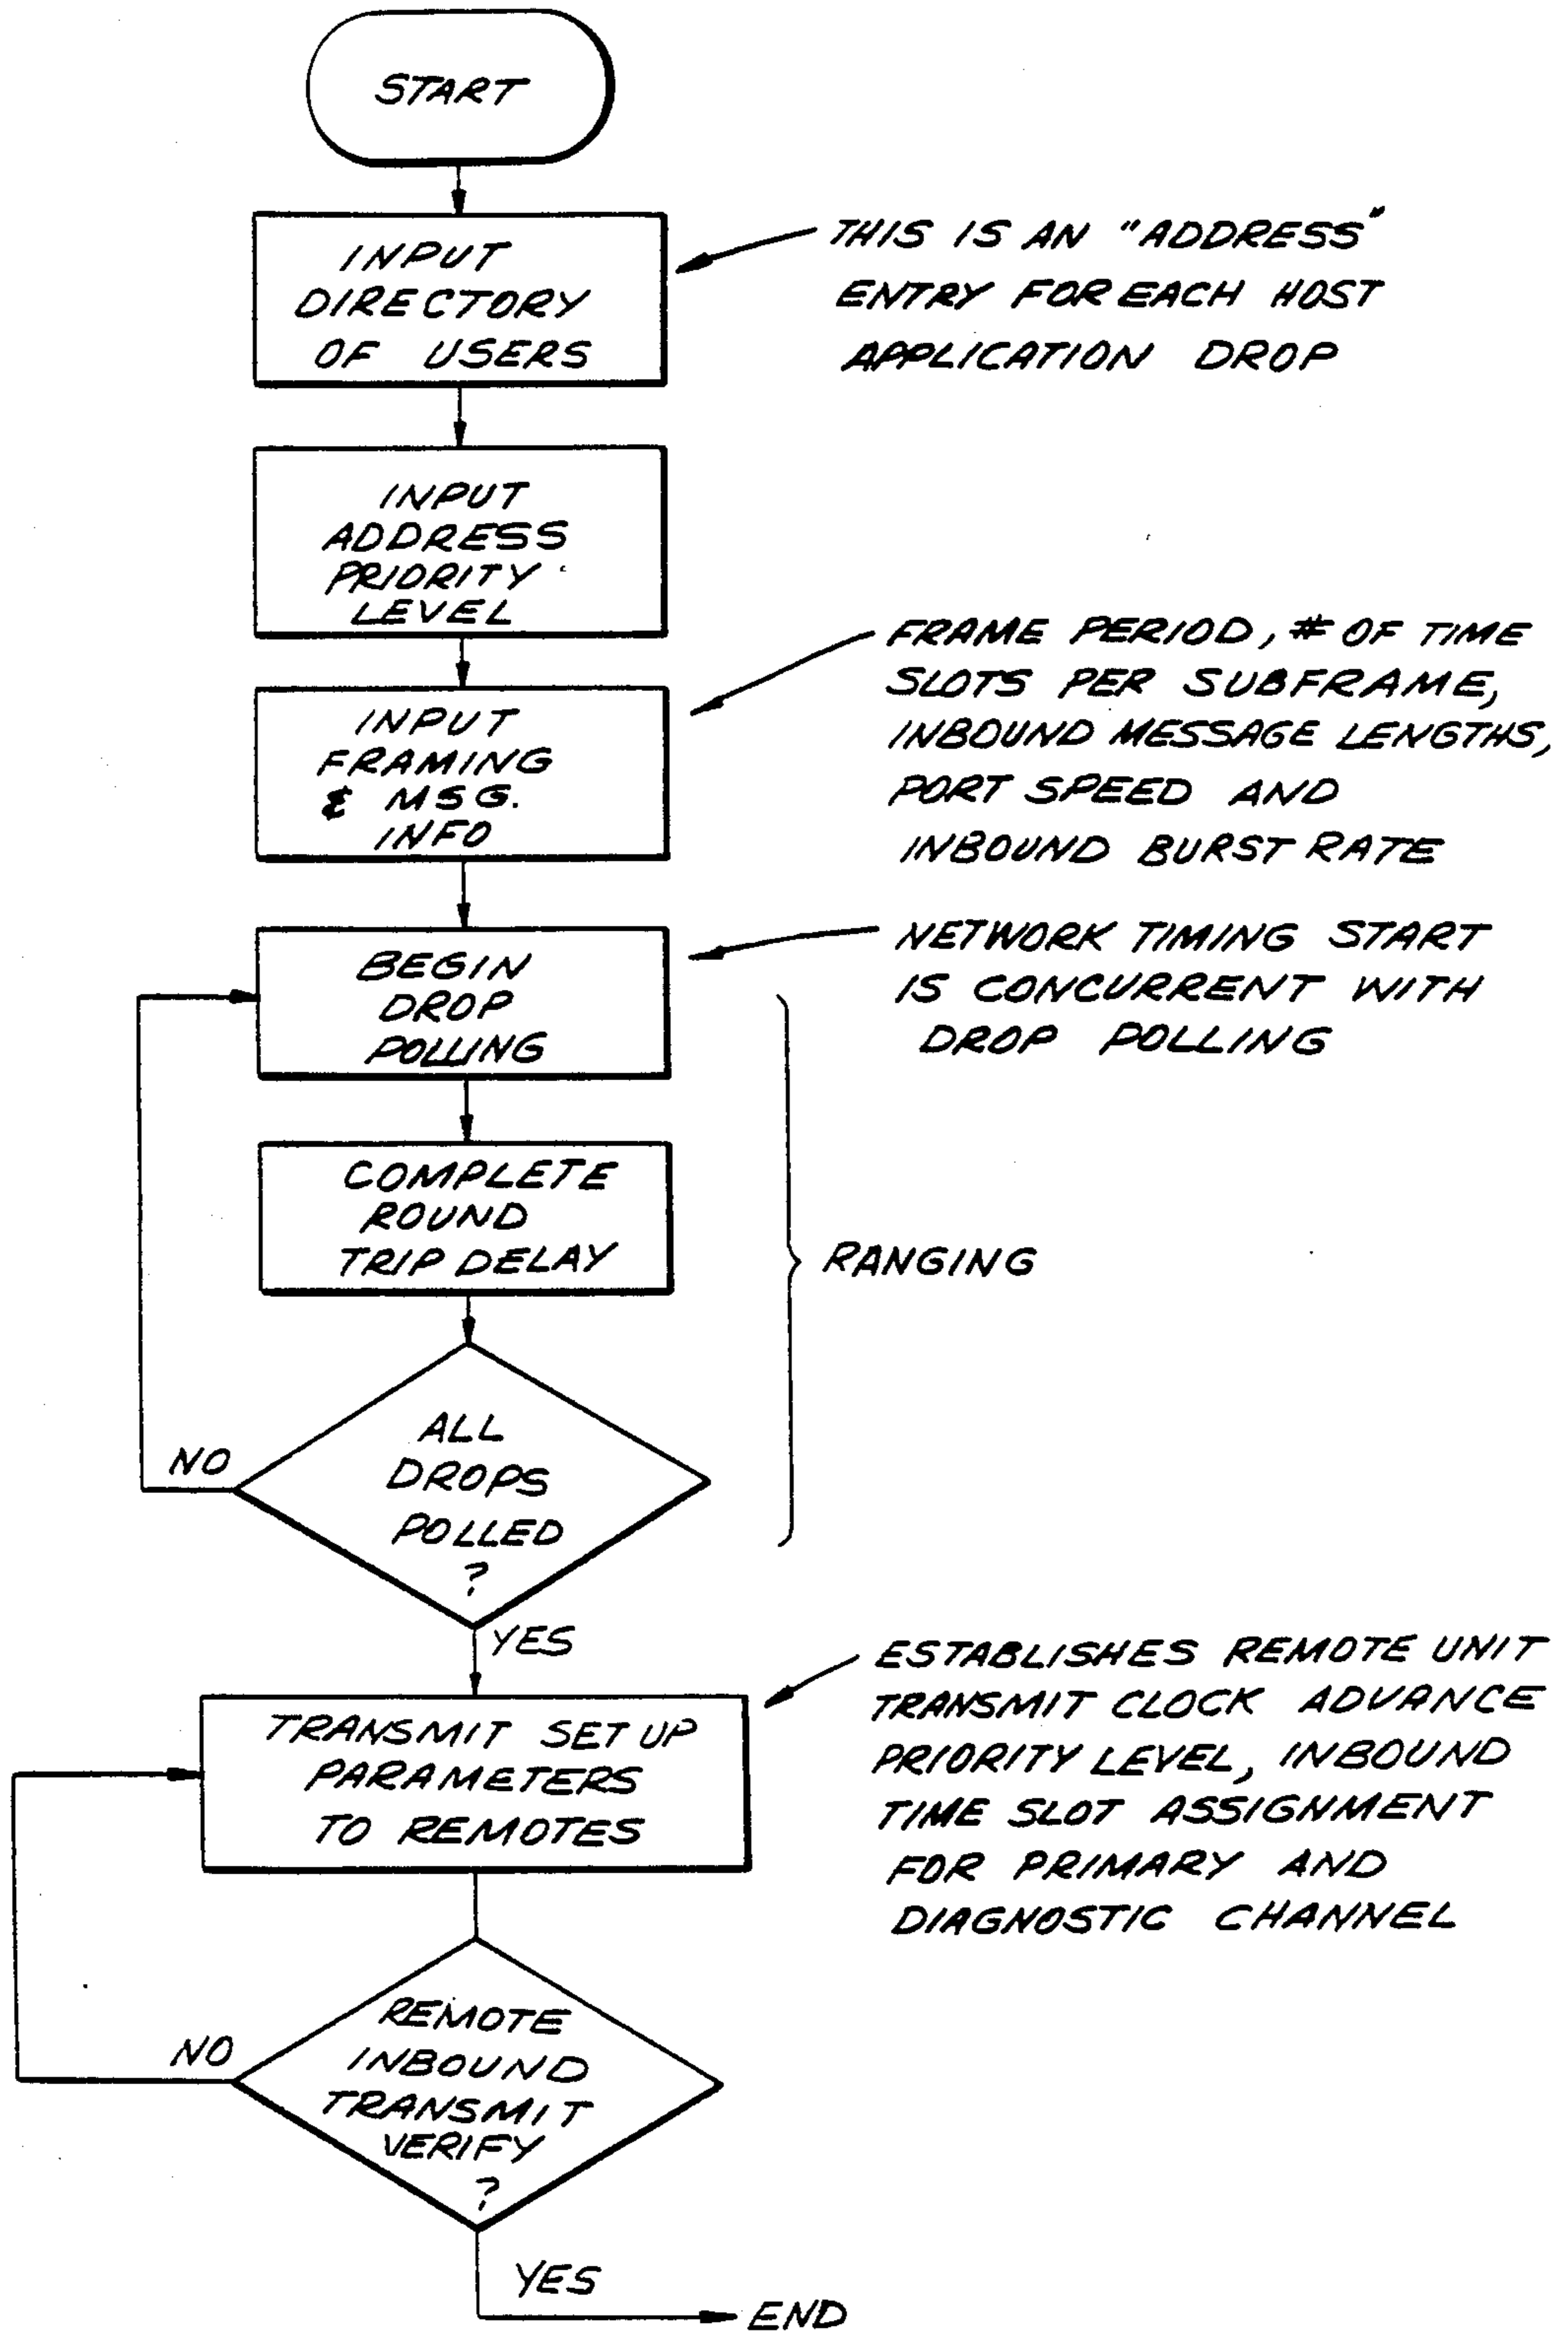 START
INPUT
DIRECTORY
OF USERS
THIS IS AN "ADDRESS"
ENTRY FOR EACH HOST
APPLICATION DROP
INPUT
ADDRESS
PRIORITY
LEVEL
INPUT
FRAMING
& MSG.
INFO
FRAME PERIOD, # OF TIME
SLOTS PER SUBFRAME,
INBOUND MESSAGE LENGTHS,
PORT SPEED AND
INBOUND BURST RATE
BEGIN
DROP
POLLING
NETWORK TIMING START
IS CONCURRENT WITH
DROP POLLING
COMPLETE
ROUND
TRIP DELAY
RANGING
ALL
DROPS
POLLED
?
NO
YES
TRANSMIT SET UP
PARAMETERS
TO REMOTES
ESTABLISHES REMOTE UNIT
TRANSMIT CLOCK ADVANCE
PRIORITY LEVEL, INBOUND
TIME SLOT ASSIGNMENT
FOR PRIMARY AND
DIAGNOSTIC CHANNEL
REMOTE
INBOUND
TRANSMIT
VERIFY
?
NO
YES
END